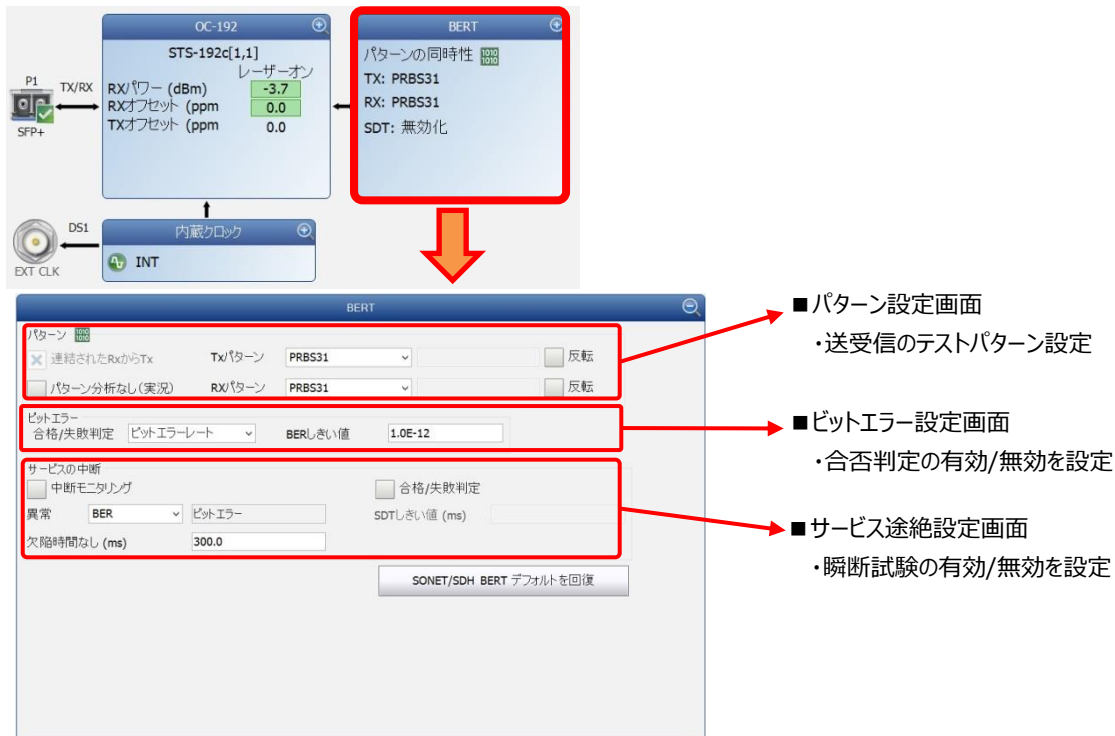 OC-192
STS-192c[1,1]
レーザーオン
RXパワー (dBm) -3.7
RXオフセット (ppm 0.0
TXオフセット (ppm 0.0
P1
TX/RX
SFP+
BERT
パターンの同時性 1010 1010
TX: PRBS31
RX: PRBS31
SDT: 無効化
DS1
EXT CLK
内蔵クロック
INT
BERT
パターン 1010 1010
連結されたRxからTx Txパターン PRBS31 反転
パターン分析なし(実況) RXパターン PRBS31 反転
ビットエラー
合格/失敗判定 ビットエラーレート BERしきい値 1.0E-12
サービスの中断
中断モニタリング 合格/失敗判定
異常 BER ビットエラー SDTしきい値 (ms)
欠陥時間なし (ms) 300.0
SONET/SDH BERT デフォルトを回復
■パターン設定画面
・送受信のテストパターン設定
■ビットエラー設定画面
・合否判定の有効/無効を設定
■サービス途絶設定画面
・瞬断試験の有効/無効を設定